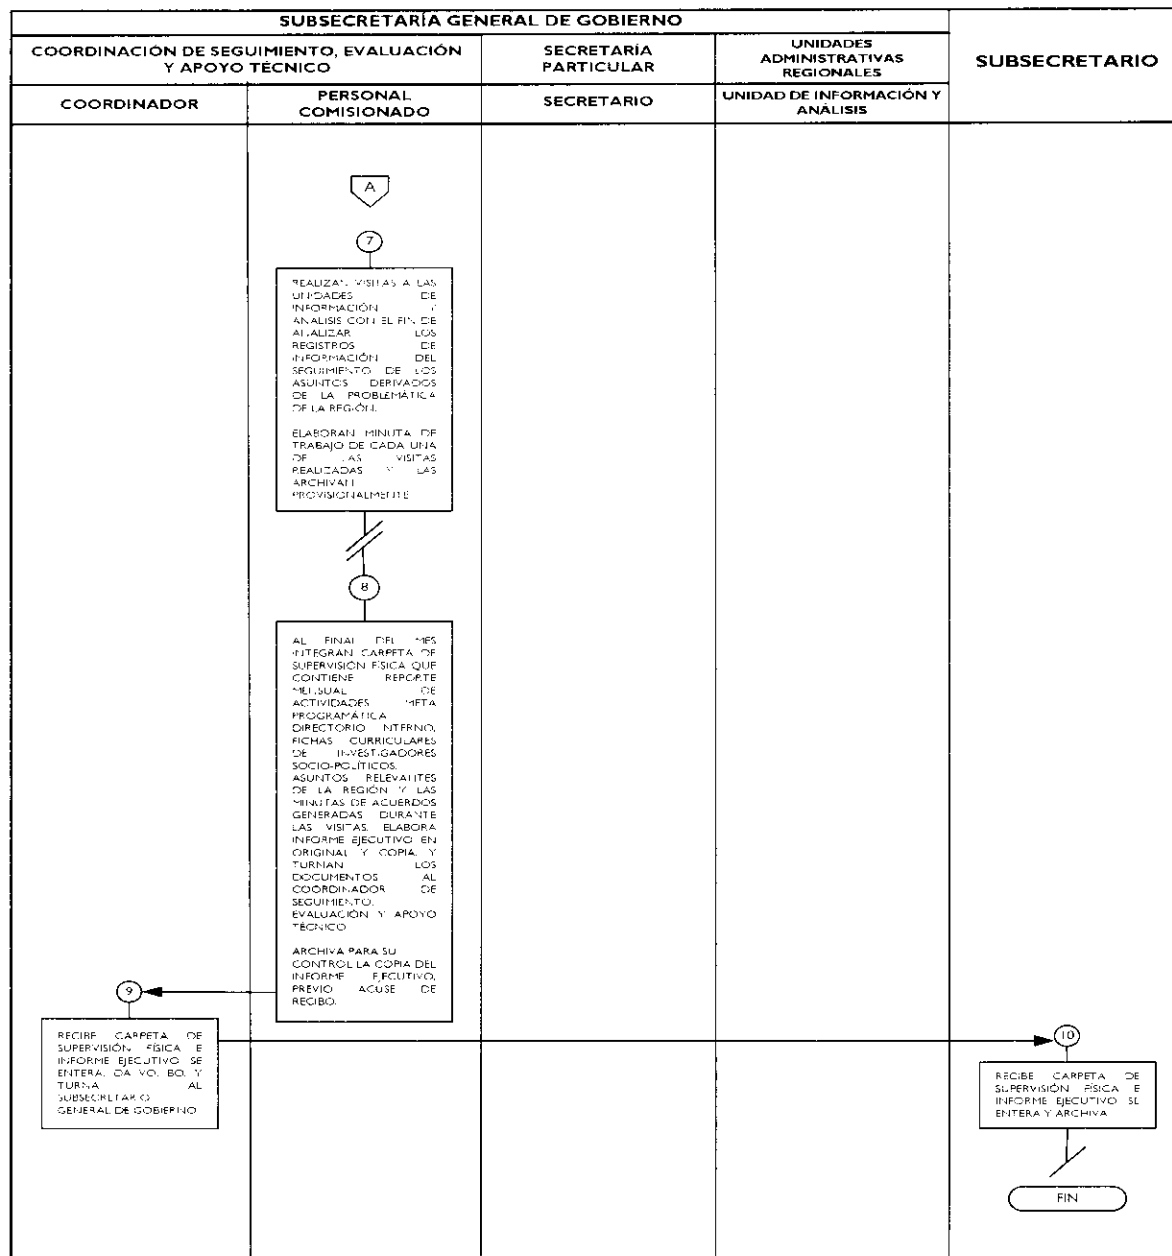 SUBSECRETARÍA GENERAL DE GOBIERNO
COORDINACIÓN DE SEGUIMIENTO, EVALUACIÓN
Y APOYO TÉCNICO
SECRETARÍA
PARTICULAR
UNIDADES
ADMINISTRATIVAS
REGIONALES
SUBSECRETARIO
COORDINADOR
PERSONAL
COMISIONADO
SECRETARIO
UNIDAD DE INFORMACIÓN Y
ANÁLISIS
A
7
REALIZAN VISITAS A LAS
UNIDADES DE
INFORMACIÓN Y
ANALISIS CON EL FIN DE
ANALIZAR LOS
REGISTROS DE
INFORMACIÓN DEL
SEGUIMIENTO DE LOS
ASUNTOS DERIVADOS
DE LA PROBLEMÁTICA
DE LA REGIÓN.
ELABORAN MINUTA DE
TRABAJO DE CADA UNA
DE LAS VISITAS
REALIZADAS Y LAS
ARCHIVAN
PROVISIONALMENTE
8
AL FINAL DEL MES
INTEGRAN CARPETA DE
SUPERVISIÓN FÍSICA QUE
CONTIENE REPORTE
MENSUAL DE
ACTIVIDADES META
PROGRAMÁTICA
DIRECTORIO INTERNO,
FICHAS CURRICULARES
DE INVESTIGADORES
SOCIO-POLÍTICOS.
ASUNTOS RELEVANTES
DE LA REGIÓN Y LAS
MINUTAS DE ACUERDOS
GENERADAS DURANTE
LAS VISITAS. ELABORA
INFORME EJECUTIVO EN
ORIGINAL Y COPIA. Y
TURNAN LOS
DOCUMENTOS AL
COORDINADOR DE
SEGUIMIENTO.
EVALUACIÓN Y APOYO
TÉCNICO
ARCHIVA PARA SU
CONTROL LA COPIA DEL
INFORME EJECUTIVO,
PREVIO ACUSE DE
RECIBO.
9
RECIBE CARPETA DE
SUPERVISIÓN FÍSICA E
INFORME EJECUTIVO SE
ENTERA. DA VO. BO. Y
TURNA AL
SUBSECRETARIO
GENERAL DE GOBIERNO
10
RECIBE CARPETA DE
SUPERVISIÓN FÍSICA E
INFORME EJECUTIVO SE
ENTERA Y ARCHIVA
FIN